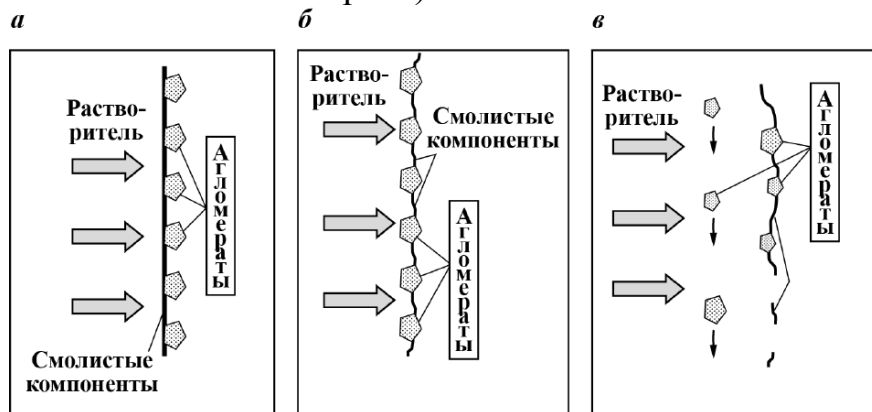 а
б
в
Раство-
ритель
Агломераты
Смолистые
компоненты
Раство-
ритель
Смолистые
компоненты
Агломераты
Раство-
ритель
Агломераты